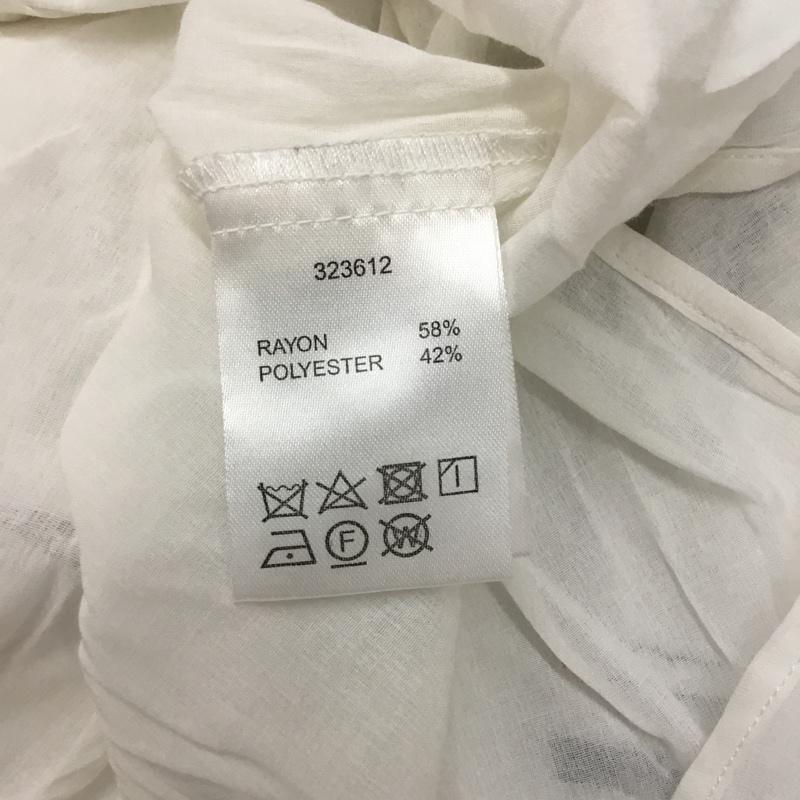 323612
RAYON 58%
POLYESTER 42%
F
W